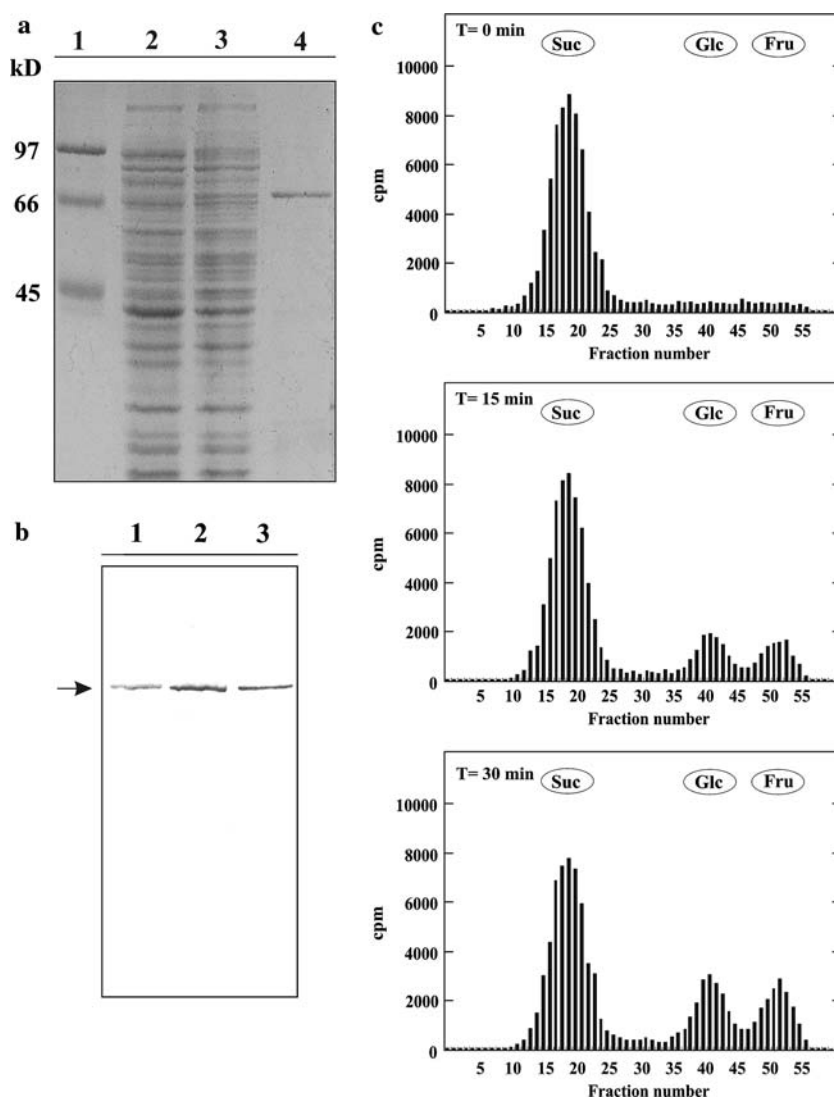 a
1 2 3 4
kD
97
66
45
b
1 2 3
c
T= 0 min
Suc Glc Fru
10000
8000
6000
4000
2000
0
cpm
5 10 15 20 25 30 35 40 45 50 55
Fraction number
T= 15 min
Suc Glc Fru
10000
8000
6000
4000
2000
0
cpm
5 10 15 20 25 30 35 40 45 50 55
Fraction number
T= 30 min
Suc Glc Fru
10000
8000
6000
4000
2000
0
cpm
5 10 15 20 25 30 35 40 45 50 55
Fraction number